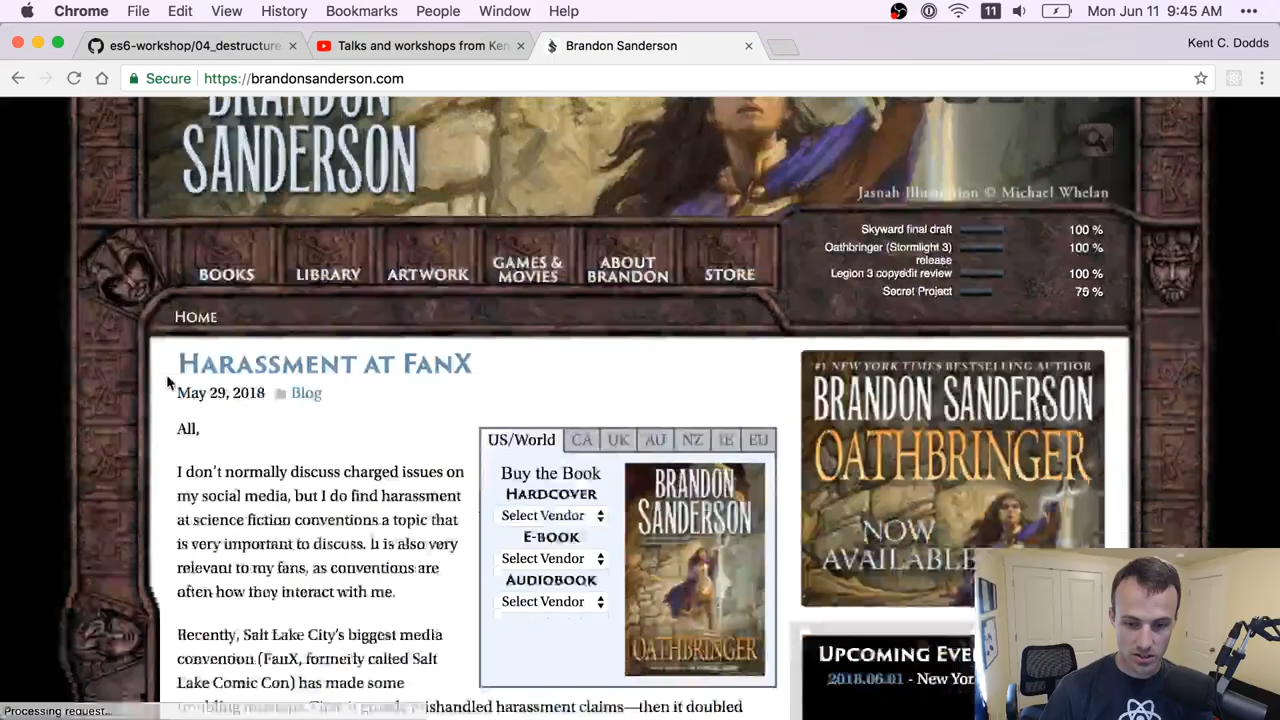 Chrome File Edit View History Bookmarks People Window Help 11 Mon Jun 11 9:45 AM
es6-workshop/04_destructure. Talks and workshops from Ken Brandon Sanderson Kent C. Dodds
Secure https://brandonsanderson.com
BRANDON
SANDERSON
Jasnah Illustration © Michael Whelan
Skyward final draft 100 %
Oathbringer (Stormlight 3) release 100 %
Legion 3 copyedit review 100 %
Secret Project 76 %
BOOKS LIBRARY ARTWORK GAMES & MOVIES ABOUT BRANDON STORE
HOME
HARASSMENT AT FANX
May 29, 2018 Blog
All,
I don't normally discuss charged issues on
my social media, but I do find harassment
at science fiction conventions a topic that
is very important to discuss. It is also very
relevant to my fans, as conventions are
often how they interact with me.
Recently, Salt Lake City's biggest media
convention (FanX, formerly called Salt
Lake Comic Con) has made some
mishandled harassment claims—then it doubled
US/World CA UK AU NZ IE EU
Buy the Book
HARDCOVER
Select Vendor
E-BOOK
Select Vendor
AUDIOBOOK
Select Vendor
BRANDON
SANDERSON
OATHBRINGER
#1 NEW YORK TIMES BESTSELLING AUTHOR
BRANDON SANDERSON
OATHBRINGER
NOW
AVAILABLE
UPCOMING EVE
2018.06.01 - New Yor
Processing request...